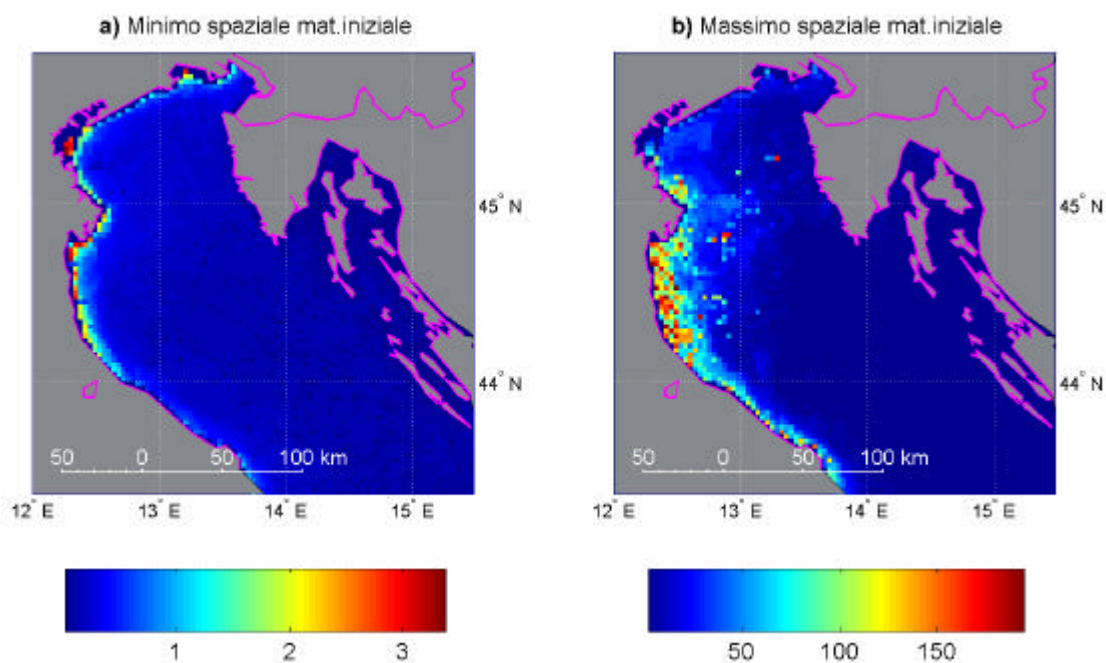 a) Minimo spaziale mat.iniziale
45° N
44° N
50 0 50 100 km
12° E 13° E 14° E 15° E
1 2 3
b) Massimo spaziale mat.iniziale
45° N
44° N
50 0 50 100 km
12° E 13° E 14° E 15° E
50 100 150